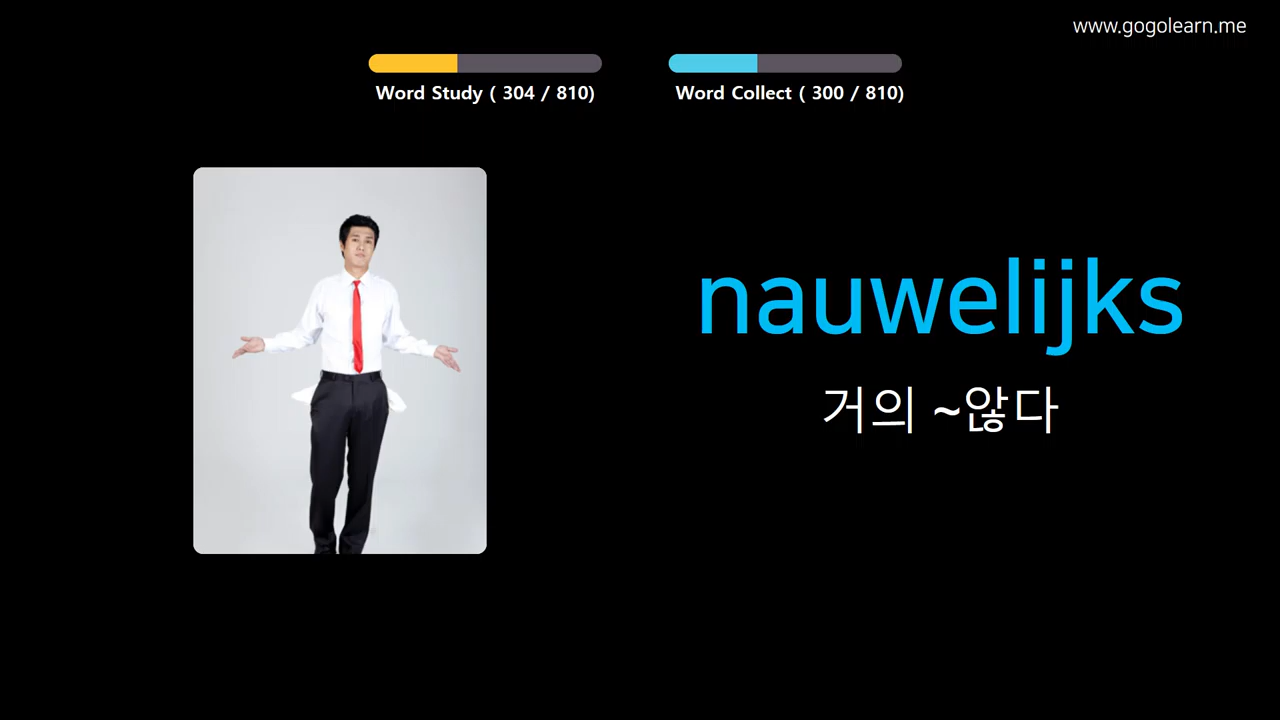 www.gogolearn.me
Word Study ( 304 / 810)
Word Collect ( 300 / 810)
nauwelijks
거의 ~않다